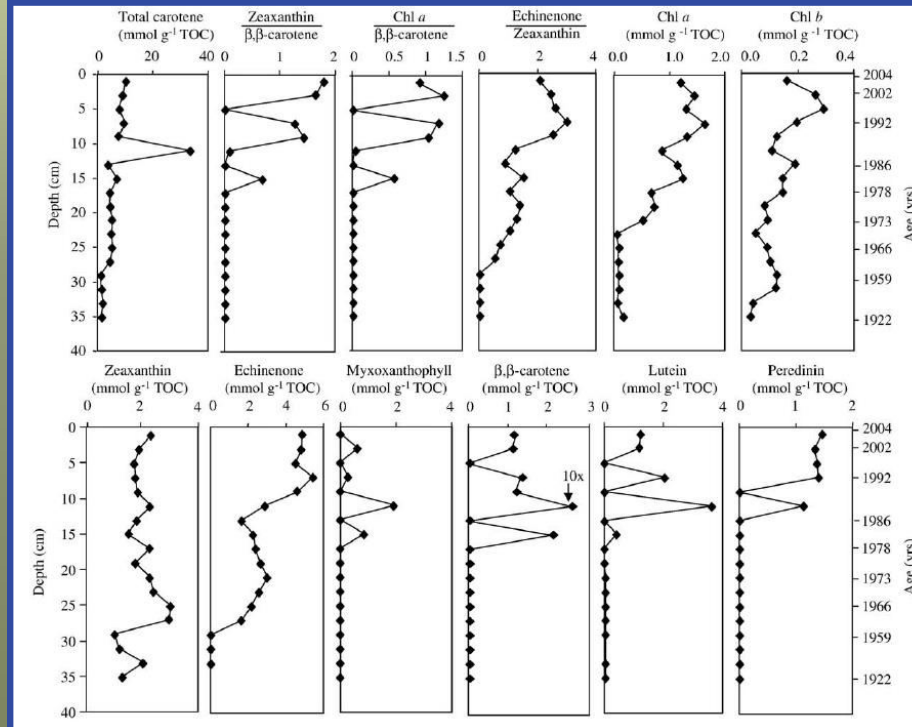 Total carotene
(mmol g⁻¹ TOC)
0 20 40
Zeaxanthin
β,β-carotene
0 1 2
Chl a
β,β-carotene
0 0.5 1 1.5
Echinenone
Zeaxanthin
0 2 4
Chl a
(mmol g⁻¹ TOC)
0.0 1.0 2.0
Chl b
(mmol g⁻¹ TOC)
0.0 0.2 0.4
Depth (cm)
0
5
10
15
20
25
30
35
40
2004
2002
1992
1986
1978
1973
1966
1959
1922
Age (yrs)
Zeaxanthin
(mmol g⁻¹ TOC)
0 2 4
Echinenone
(mmol g⁻¹ TOC)
0 2 4 6
Myxoxanthophyll
(mmol g⁻¹ TOC)
0 2 4
β,β-carotene
(mmol g⁻¹ TOC)
0 1 2 3
Lutein
(mmol g⁻¹ TOC)
0 2 4
Peredinin
(mmol g⁻¹ TOC)
0 1 2
Depth (cm)
0
5
10
15
20
25
30
35
40
10x
2004
2002
1992
1986
1978
1973
1966
1959
1922
Age (yrs)